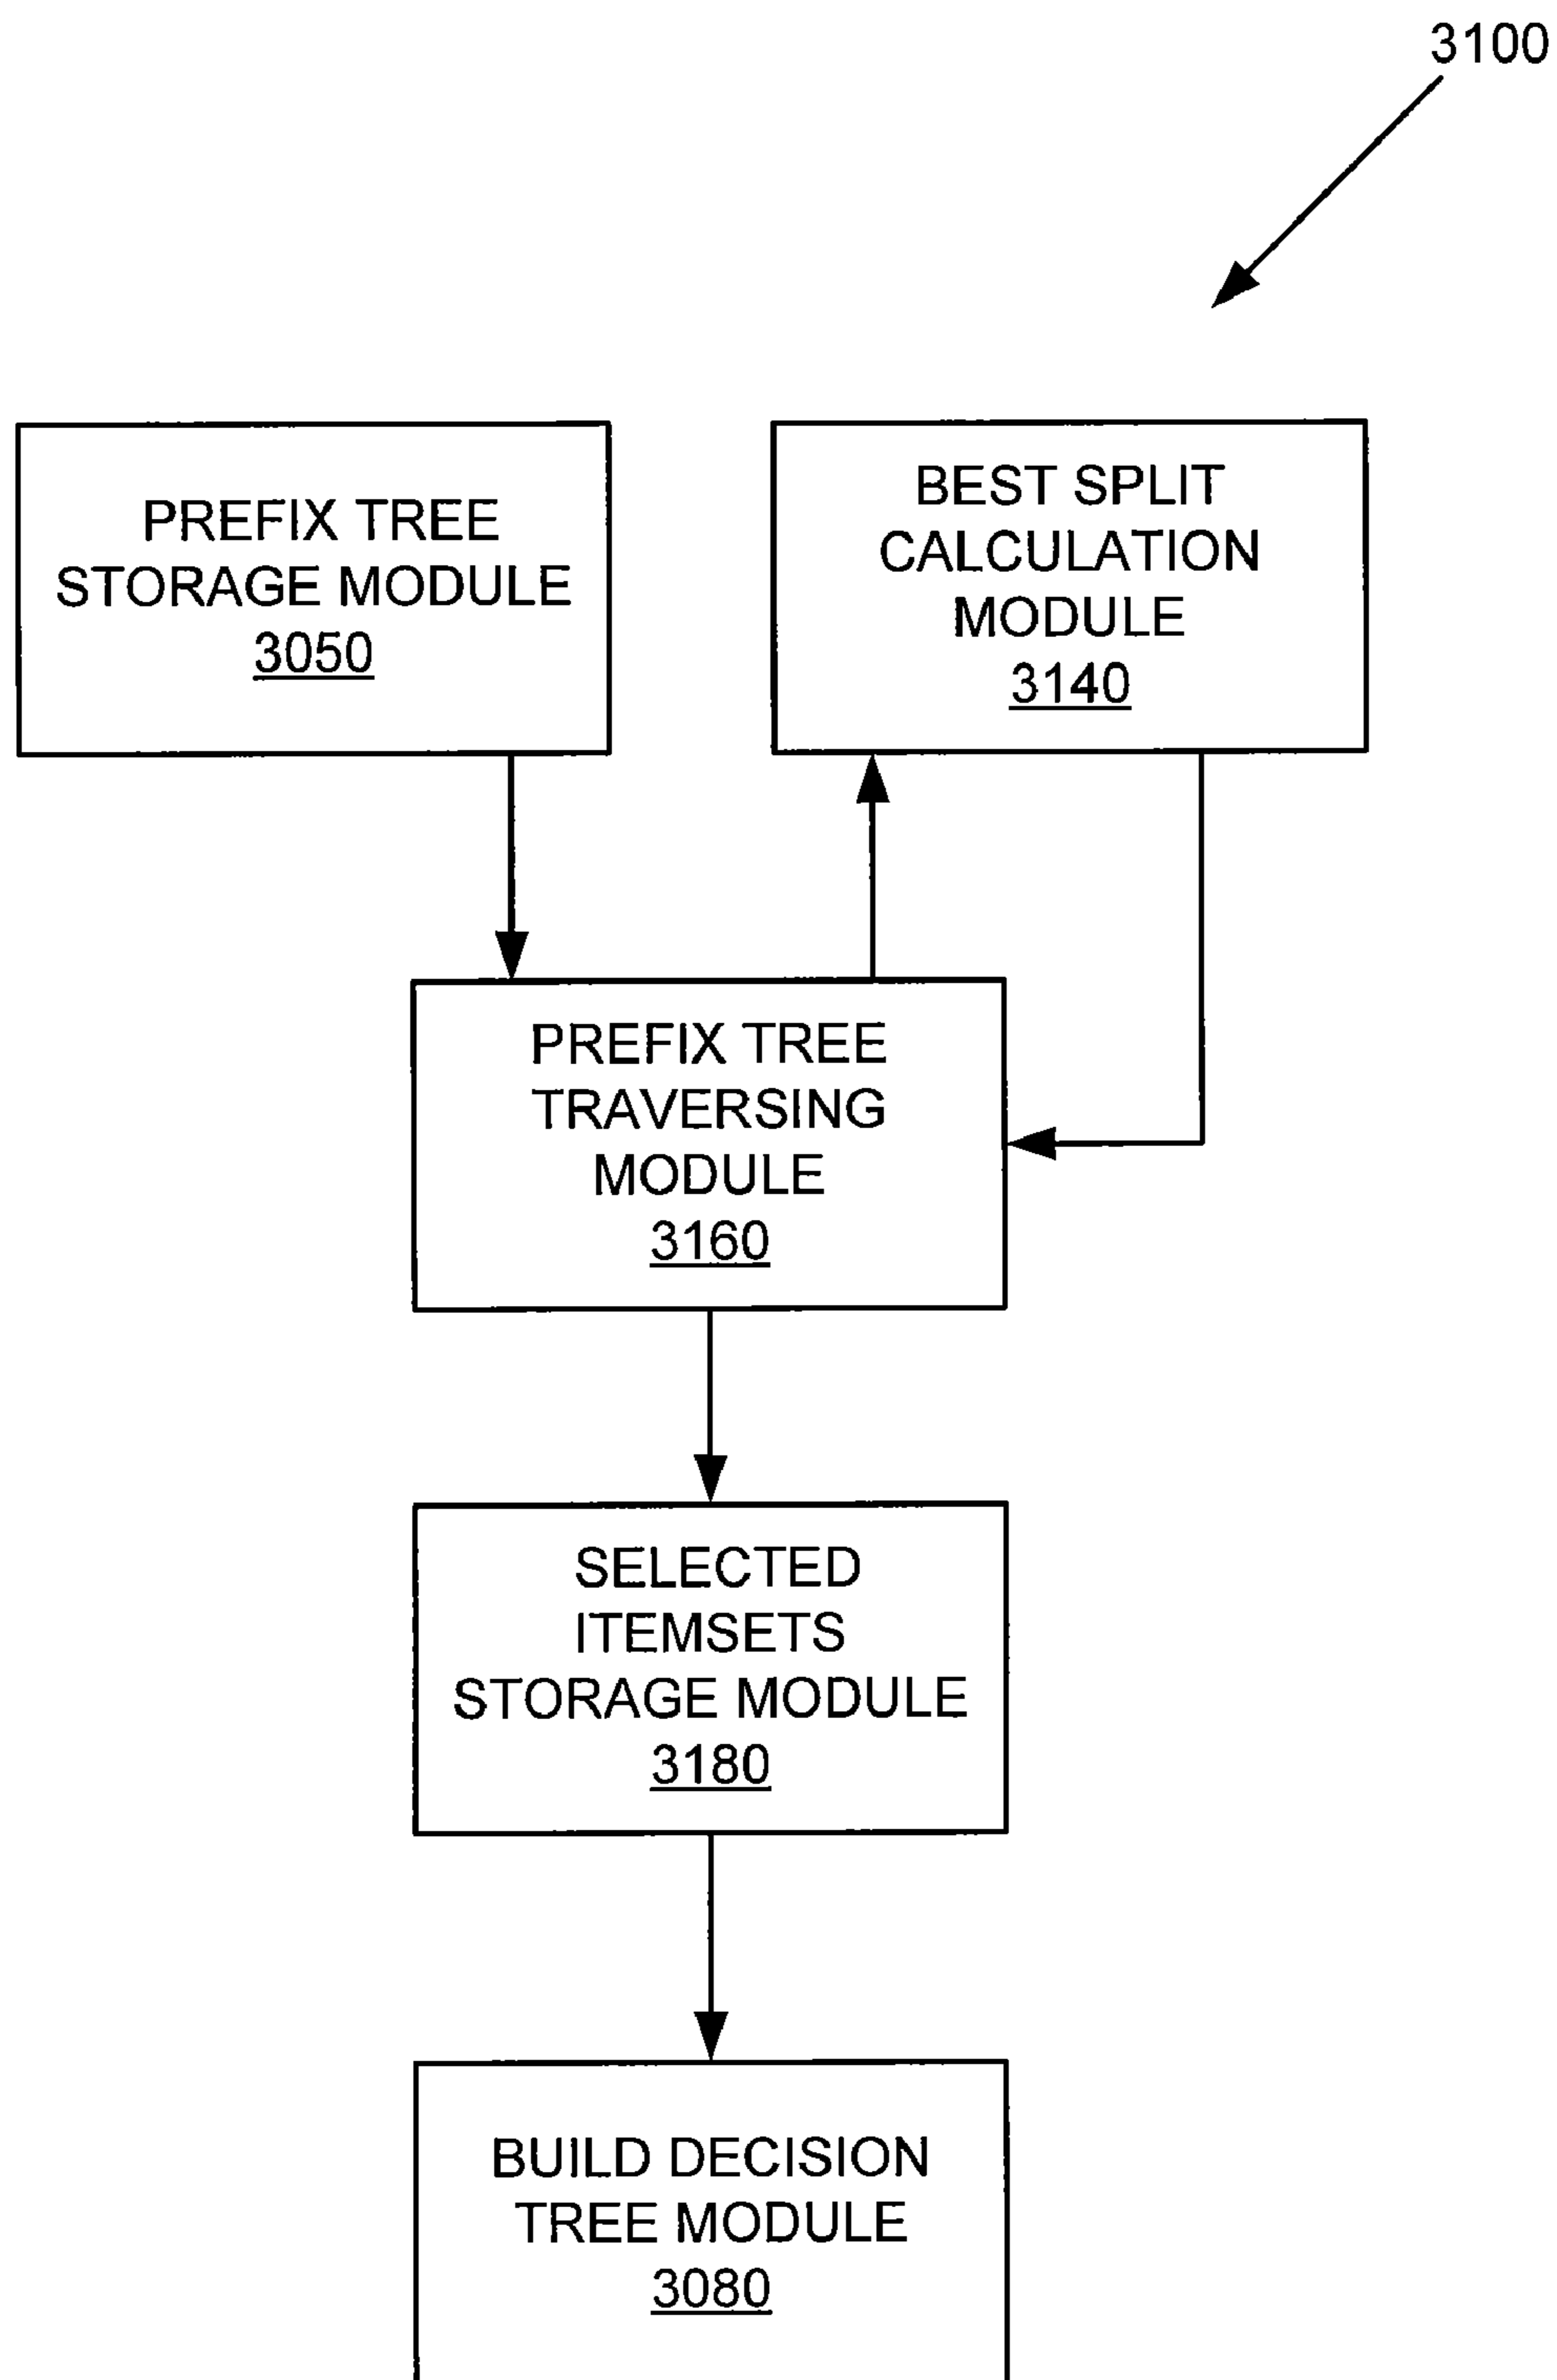 3100
PREFIX TREE
STORAGE MODULE
3050
BEST SPLIT
CALCULATION
MODULE
3140
PREFIX TREE
TRAVERSING
MODULE
3160
SELECTED
ITEMSETS
STORAGE MODULE
3180
BUILD DECISION
TREE MODULE
3080